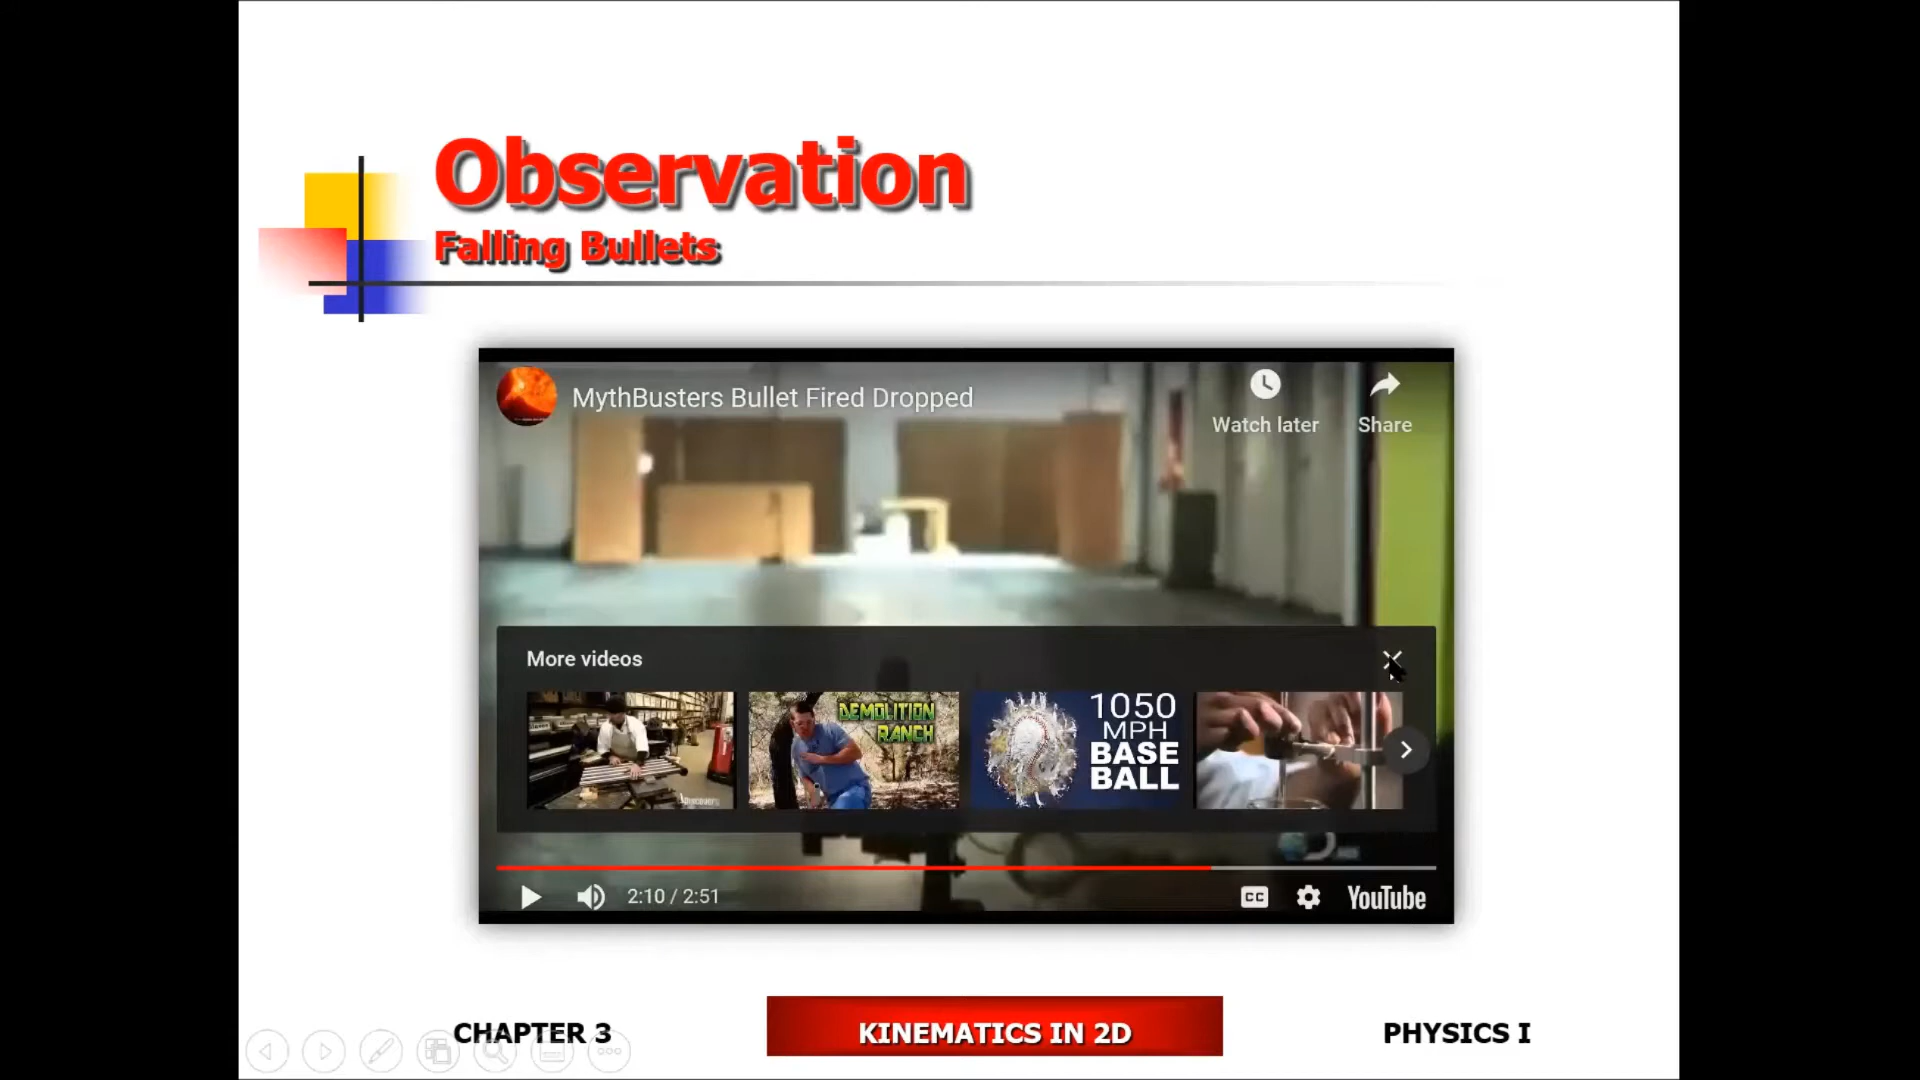 Observation
Falling Bullets
MythBusters Bullet Fired Dropped
Watch later
Share
More videos
DEMOLITION
RANCH
1050
MPH
BASE
BALL
2:10 / 2:51
CC
YouTube
CHAPTER 3
KINEMATICS IN 2D
PHYSICS I